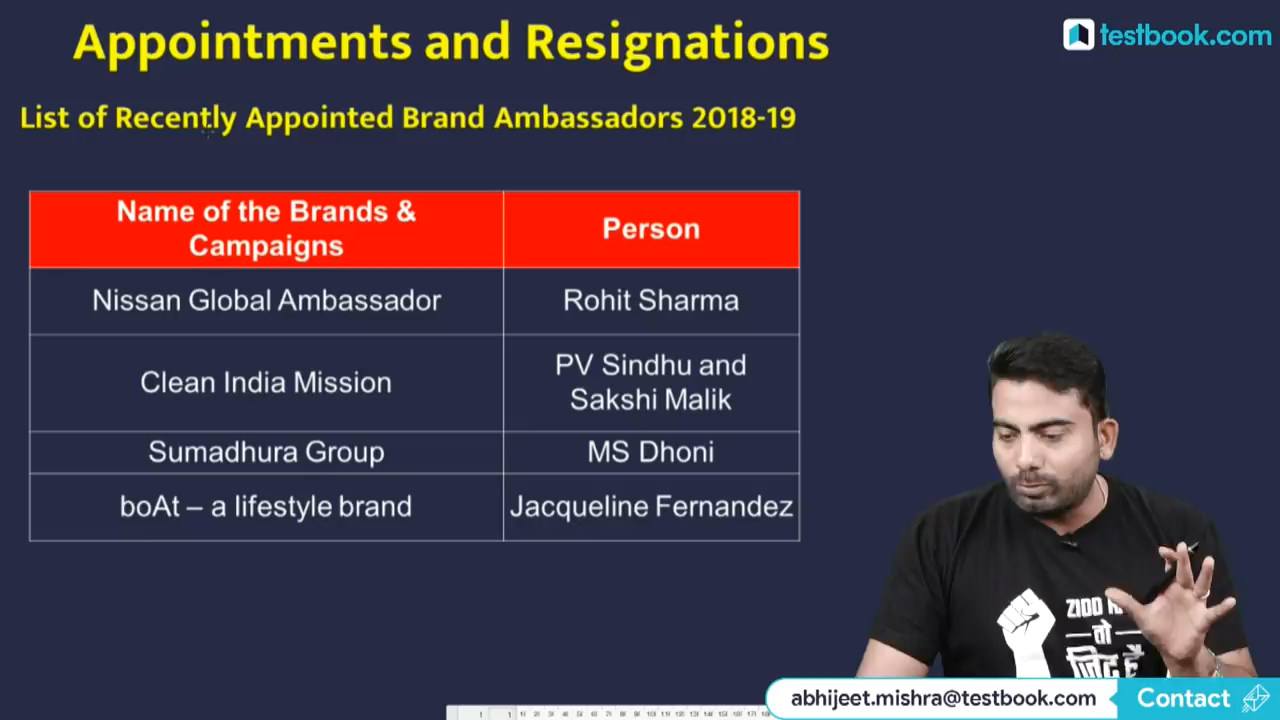 Appointments and Resignations
testbook.com
List of Recently Appointed Brand Ambassadors 2018-19
Name of the Brands &
Campaigns
Person
Nissan Global Ambassador
Rohit Sharma
Clean India Mission
PV Sindhu and
Sakshi Malik
Sumadhura Group
MS Dhoni
boAt – a lifestyle brand
Jacqueline Fernandez
ZIDD
तो
ज़िद है
abhijeet.mishra@testbook.com
Contact